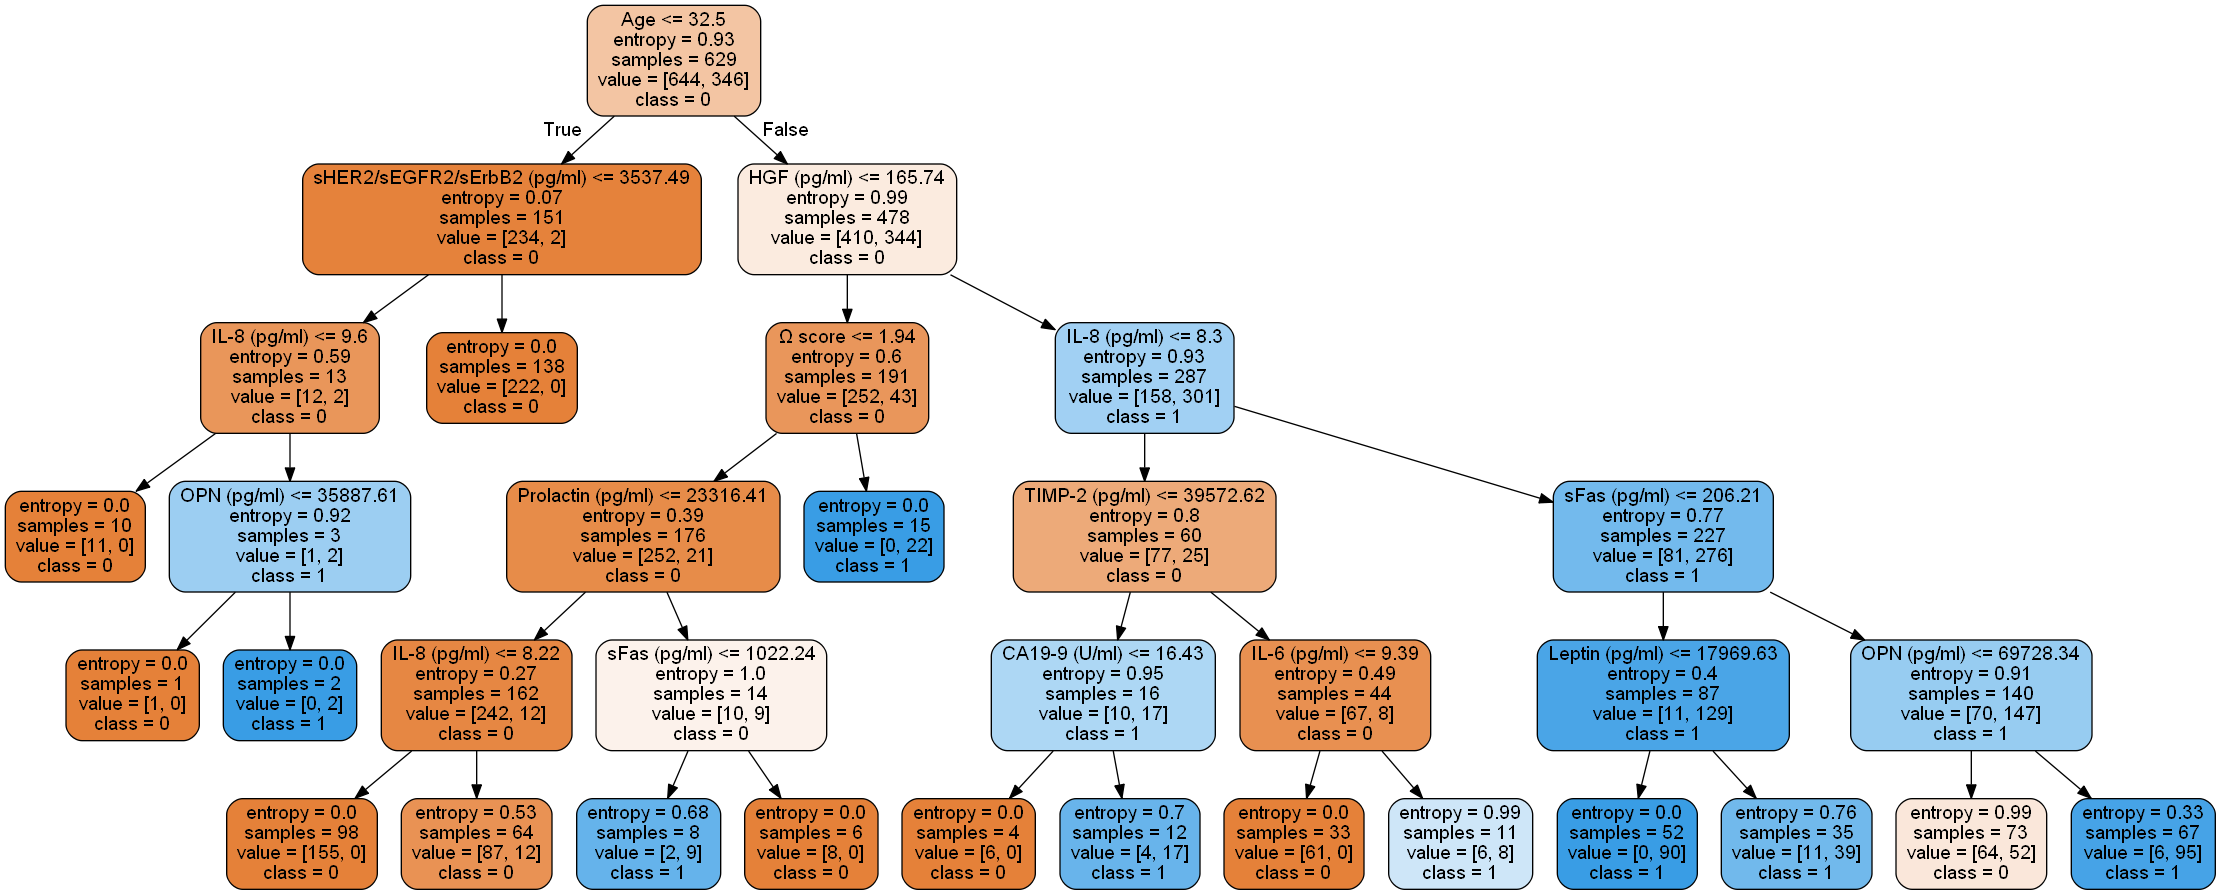 Age <= 32.5
entropy = 0.93
samples = 629
value = [644, 346]
class = 0
True
False
sHER2/sEGFR2/sErbB2 (pg/ml) <= 3537.49
entropy = 0.07
samples = 151
value = [234, 2]
class = 0
HGF (pg/ml) <= 165.74
entropy = 0.99
samples = 478
value = [410, 344]
class = 0
IL-8 (pg/ml) <= 9.6
entropy = 0.59
samples = 13
value = [12, 2]
class = 0
entropy = 0.0
samples = 138
value = [222, 0]
class = 0
Ω score <= 1.94
entropy = 0.6
samples = 191
value = [252, 43]
class = 0
IL-8 (pg/ml) <= 8.3
entropy = 0.93
samples = 287
value = [158, 301]
class = 1
entropy = 0.0
samples = 10
value = [11, 0]
class = 0
OPN (pg/ml) <= 35887.61
entropy = 0.92
samples = 3
value = [1, 2]
class = 1
Prolactin (pg/ml) <= 23316.41
entropy = 0.39
samples = 176
value = [252, 21]
class = 0
entropy = 0.0
samples = 15
value = [0, 22]
class = 1
TIMP-2 (pg/ml) <= 39572.62
entropy = 0.8
samples = 60
value = [77, 25]
class = 0
sFas (pg/ml) <= 206.21
entropy = 0.77
samples = 227
value = [81, 276]
class = 1
entropy = 0.0
samples = 1
value = [1, 0]
class = 0
entropy = 0.0
samples = 2
value = [0, 2]
class = 1
IL-8 (pg/ml) <= 8.22
entropy = 0.27
samples = 162
value = [242, 12]
class = 0
sFas (pg/ml) <= 1022.24
entropy = 1.0
samples = 14
value = [10, 9]
class = 0
CA19-9 (U/ml) <= 16.43
entropy = 0.95
samples = 16
value = [10, 17]
class = 1
IL-6 (pg/ml) <= 9.39
entropy = 0.49
samples = 44
value = [67, 8]
class = 0
Leptin (pg/ml) <= 17969.63
entropy = 0.4
samples = 87
value = [11, 129]
class = 1
OPN (pg/ml) <= 69728.34
entropy = 0.91
samples = 140
value = [70, 147]
class = 1
entropy = 0.0
samples = 98
value = [155, 0]
class = 0
entropy = 0.53
samples = 64
value = [87, 12]
class = 0
entropy = 0.68
samples = 8
value = [2, 9]
class = 1
entropy = 0.0
samples = 6
value = [8, 0]
class = 0
entropy = 0.0
samples = 4
value = [6, 0]
class = 0
entropy = 0.7
samples = 12
value = [4, 17]
class = 1
entropy = 0.0
samples = 33
value = [61, 0]
class = 0
entropy = 0.99
samples = 11
value = [6, 8]
class = 1
entropy = 0.0
samples = 52
value = [0, 90]
class = 1
entropy = 0.76
samples = 35
value = [11, 39]
class = 1
entropy = 0.99
samples = 73
value = [64, 52]
class = 0
entropy = 0.33
samples = 67
value = [6, 95]
class = 1